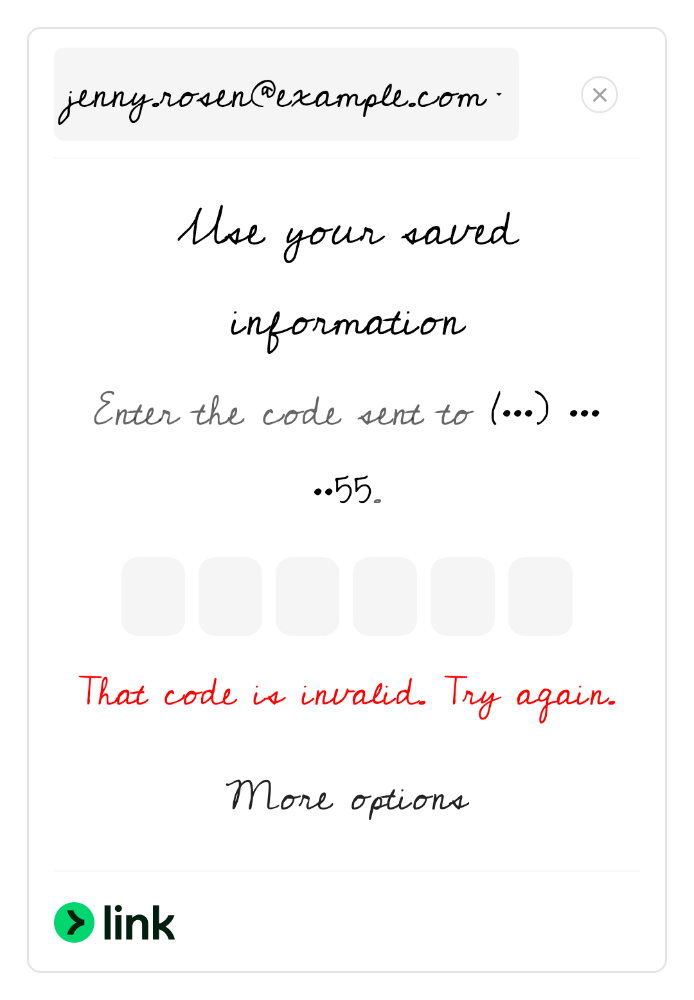 jenny.rosen@example.com
Use your saved
information
Enter the code sent to (•••) •••
••55.
That code is invalid. Try again.
More options
link